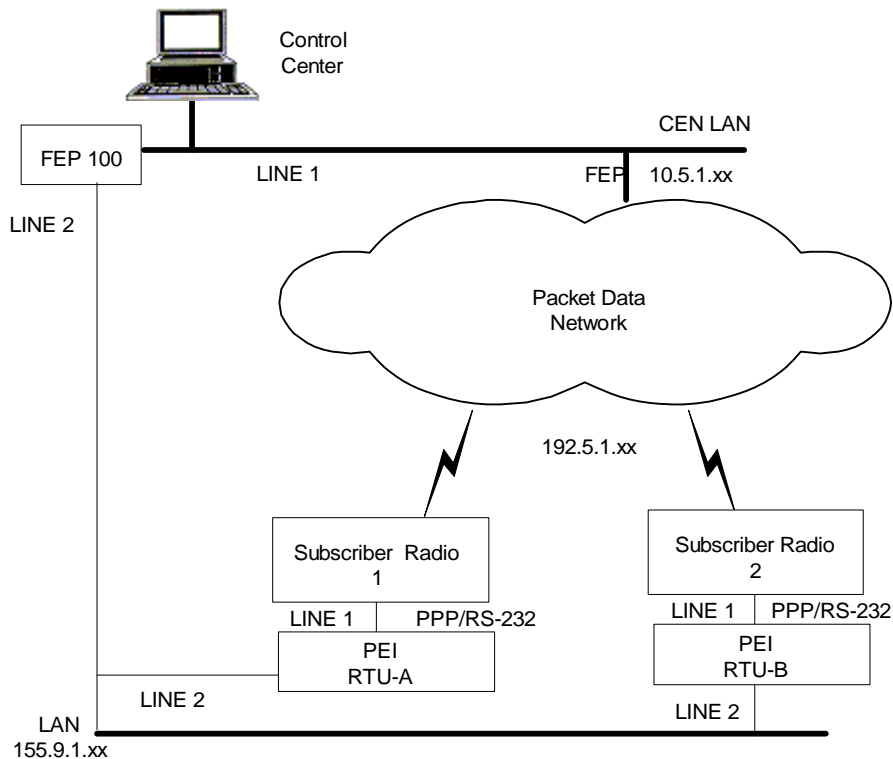 Control
Center
CEN LAN
FEP 100
LINE 1
FEP 10.5.1.xx
LINE 2
Packet Data
Network
192.5.1.xx
Subscriber Radio
1
Subscriber Radio
2
LINE 1 PPP/RS-232
LINE 1 PPP/RS-232
PEI
RTU-A
PEI
RTU-B
LINE 2
LINE 2
LAN
155.9.1.xx